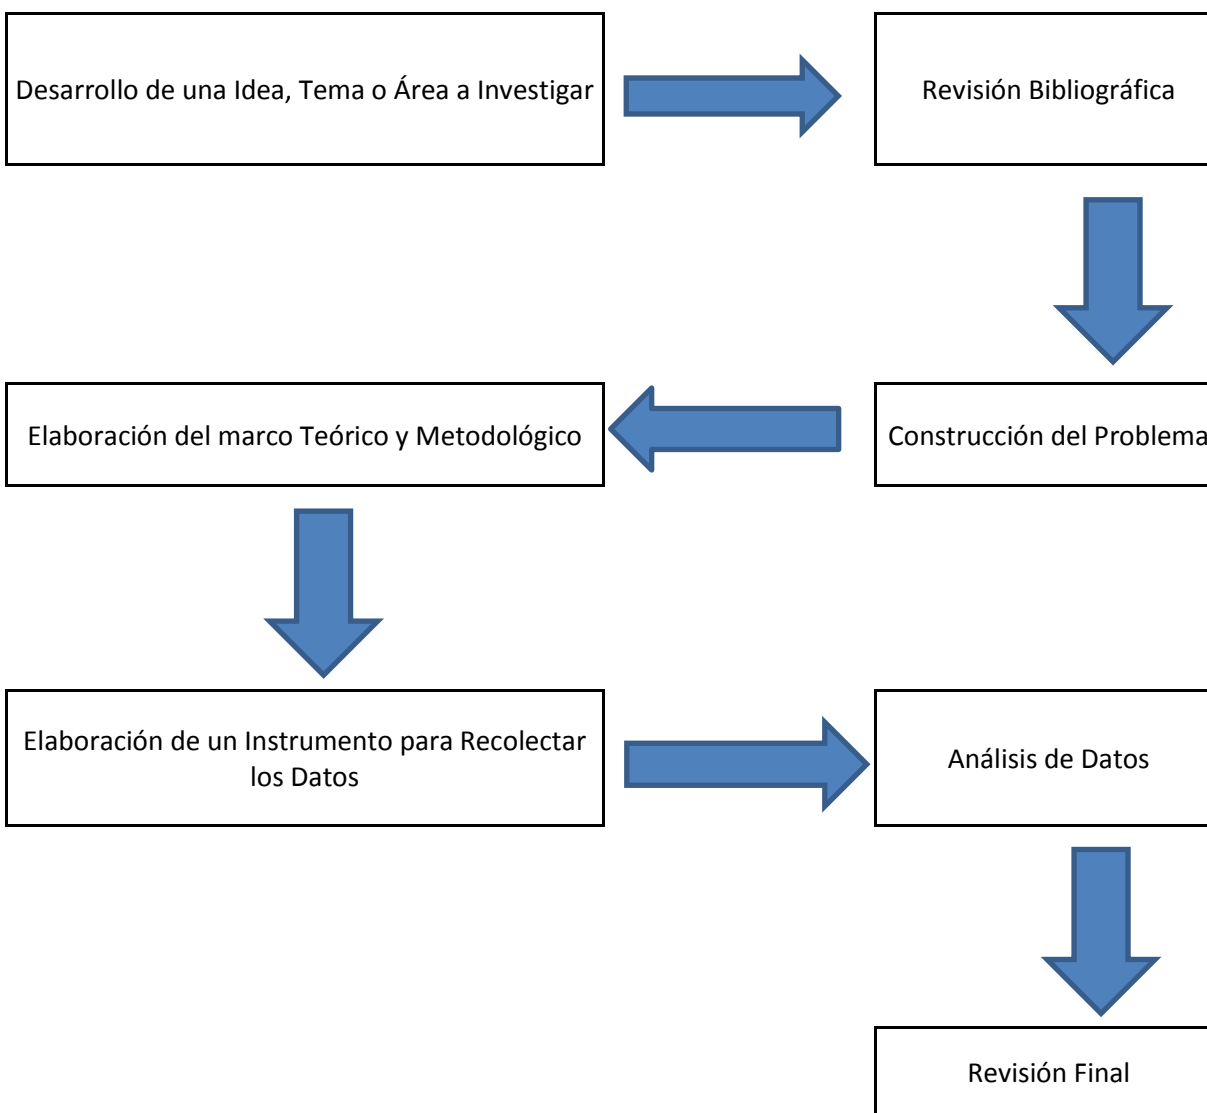 Desarrollo de una Idea, Tema o Área a Investigar
Revisión Bibliográfica
Elaboración del marco Teórico y Metodológico
Construcción del Problema
Elaboración de un Instrumento para Recolectar
los Datos
Análisis de Datos
Revisión Final